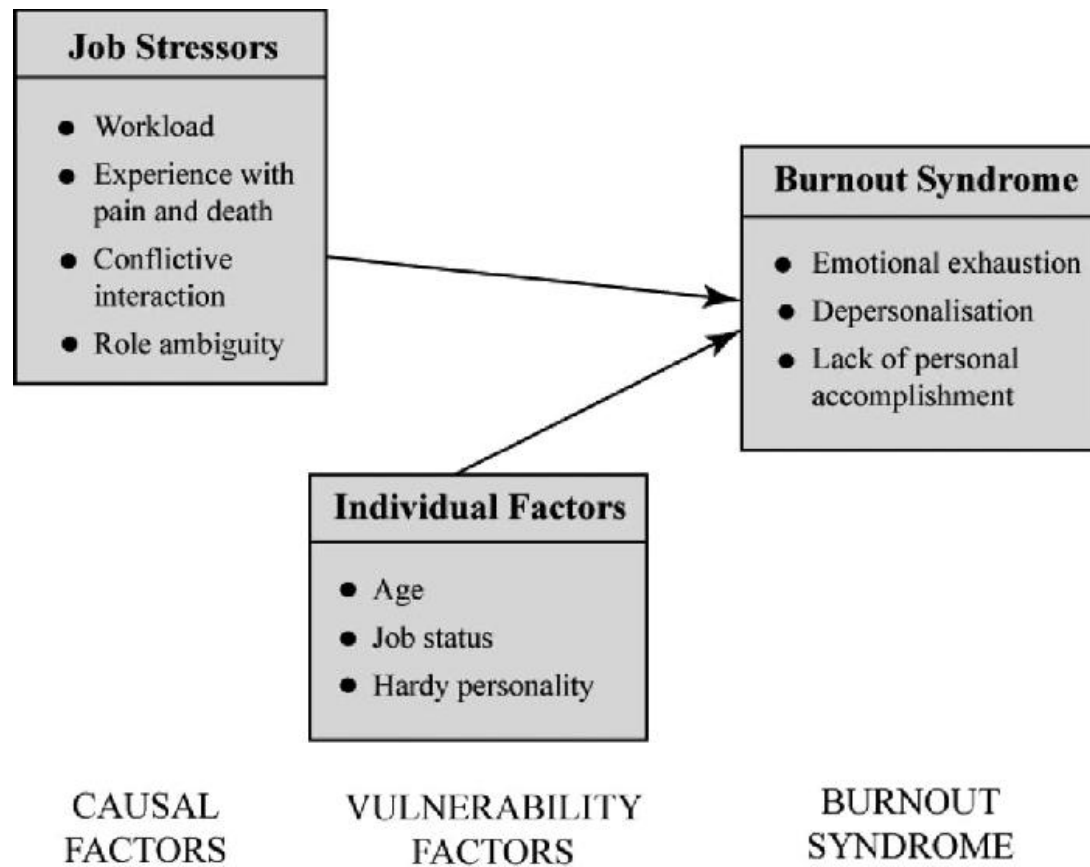 Job Stressors
● Workload
● Experience with
pain and death
● Conflictive
interaction
● Role ambiguity
Burnout Syndrome
● Emotional exhaustion
● Depersonalisation
● Lack of personal
accomplishment
Individual Factors
● Age
● Job status
● Hardy personality
CAUSAL
FACTORS
VULNERABILITY
FACTORS
BURNOUT
SYNDROME